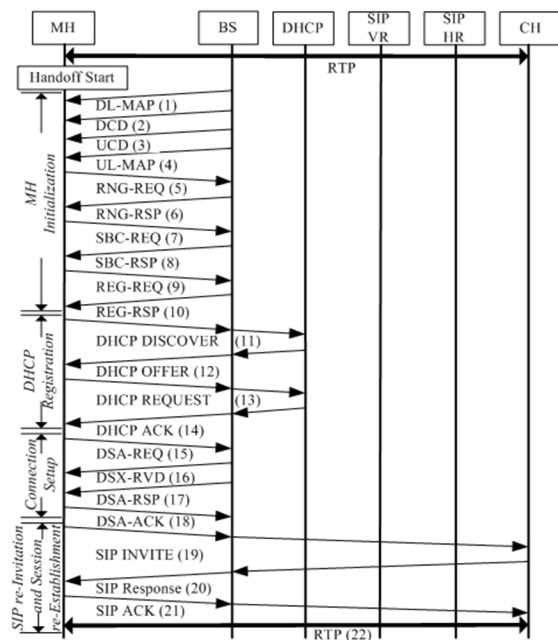 MH
BS
DHCP
SIP
VR
SIP
HR
CH
RTP
Handoff Start
DL-MAP (1)
DCD (2)
UCD (3)
UL-MAP (4)
RNG-REQ (5)
RNG-RSP (6)
SBC-REQ (7)
SBC-RSP (8)
REG-REQ (9)
REG-RSP (10)
MH
Initialization
DHCP DISCOVER (11)
DHCP OFFER (12)
DHCP REQUEST (13)
DHCP ACK (14)
DHCP
Registration
DSA-REQ (15)
DSX-RVD (16)
DSA-RSP (17)
DSA-ACK (18)
Connection
Setup
SIP INVITE (19)
SIP Response (20)
SIP ACK (21)
SIP re-Invitation
and Session
re-Establishment
RTP (22)